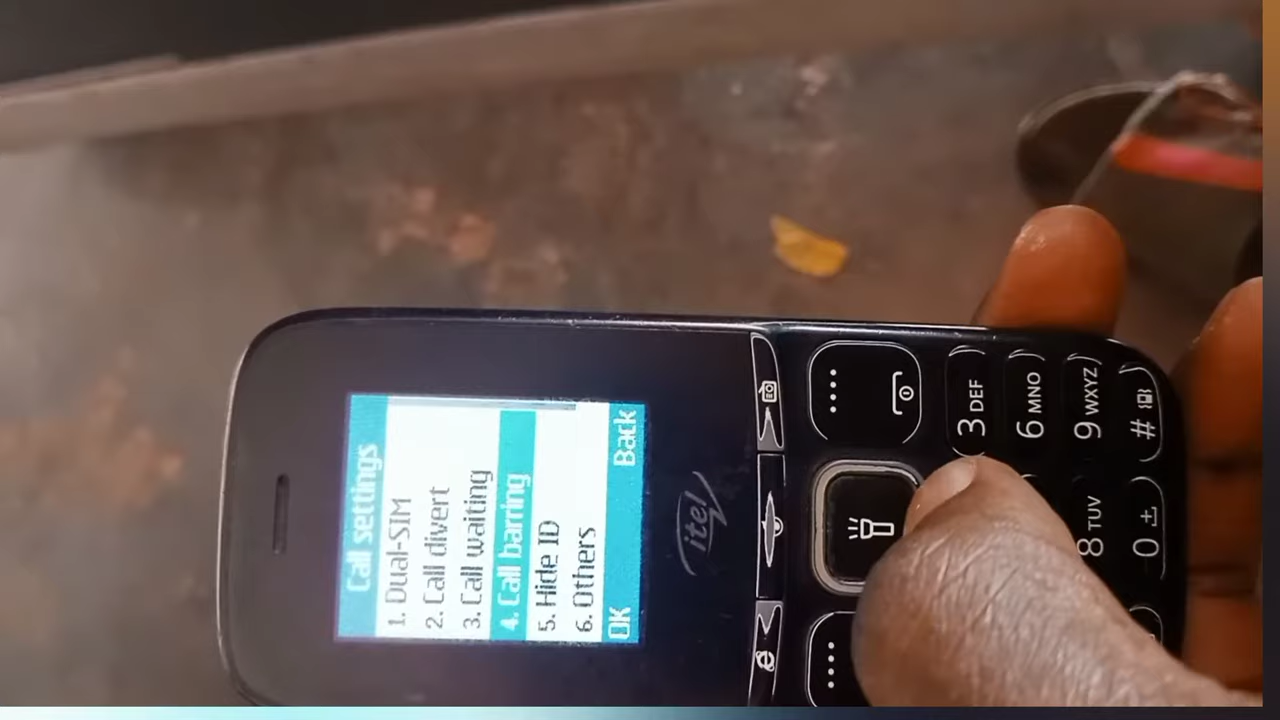 Call settings
1. Dual-SIM
2. Call divert
3. Call waiting
4. Call barring
5. Hide ID
6. Others
OK Back
itel
3 DEF
6 MNO
9 WXYZ
#
8 TUV
0